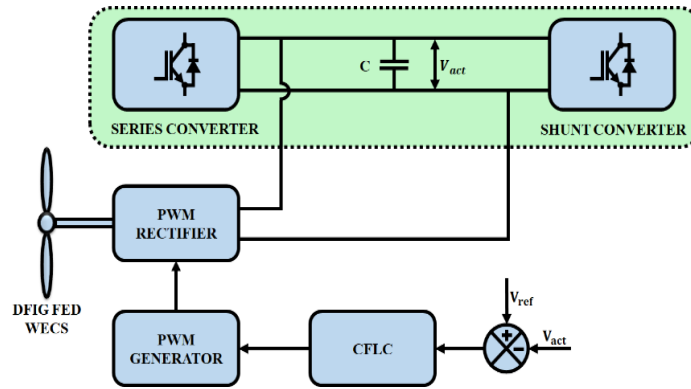 C
V_act
SERIES CONVERTER
SHUNT CONVERTER
PWM
RECTIFIER
DFIG FED
WECS
V_ref
+
-
V_act
PWM
GENERATOR
CFLC